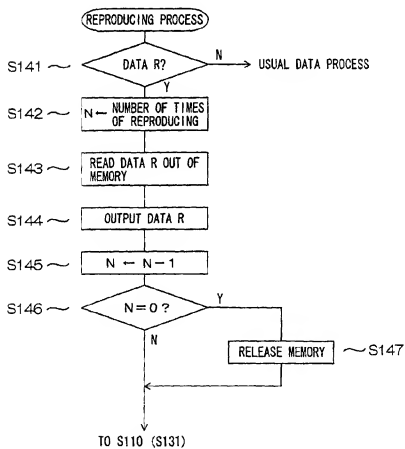 REPRODUCING PROCESS
S141
DATA R?
N
USUAL DATA PROCESS
Y
S142
N ← NUMBER OF TIMES
OF REPRODUCING
S143
READ DATA R OUT OF
MEMORY
S144
OUTPUT DATA R
S145
N ← N－1
S146
N=0?
Y
N
RELEASE MEMORY
S147
TO S110 (S131)